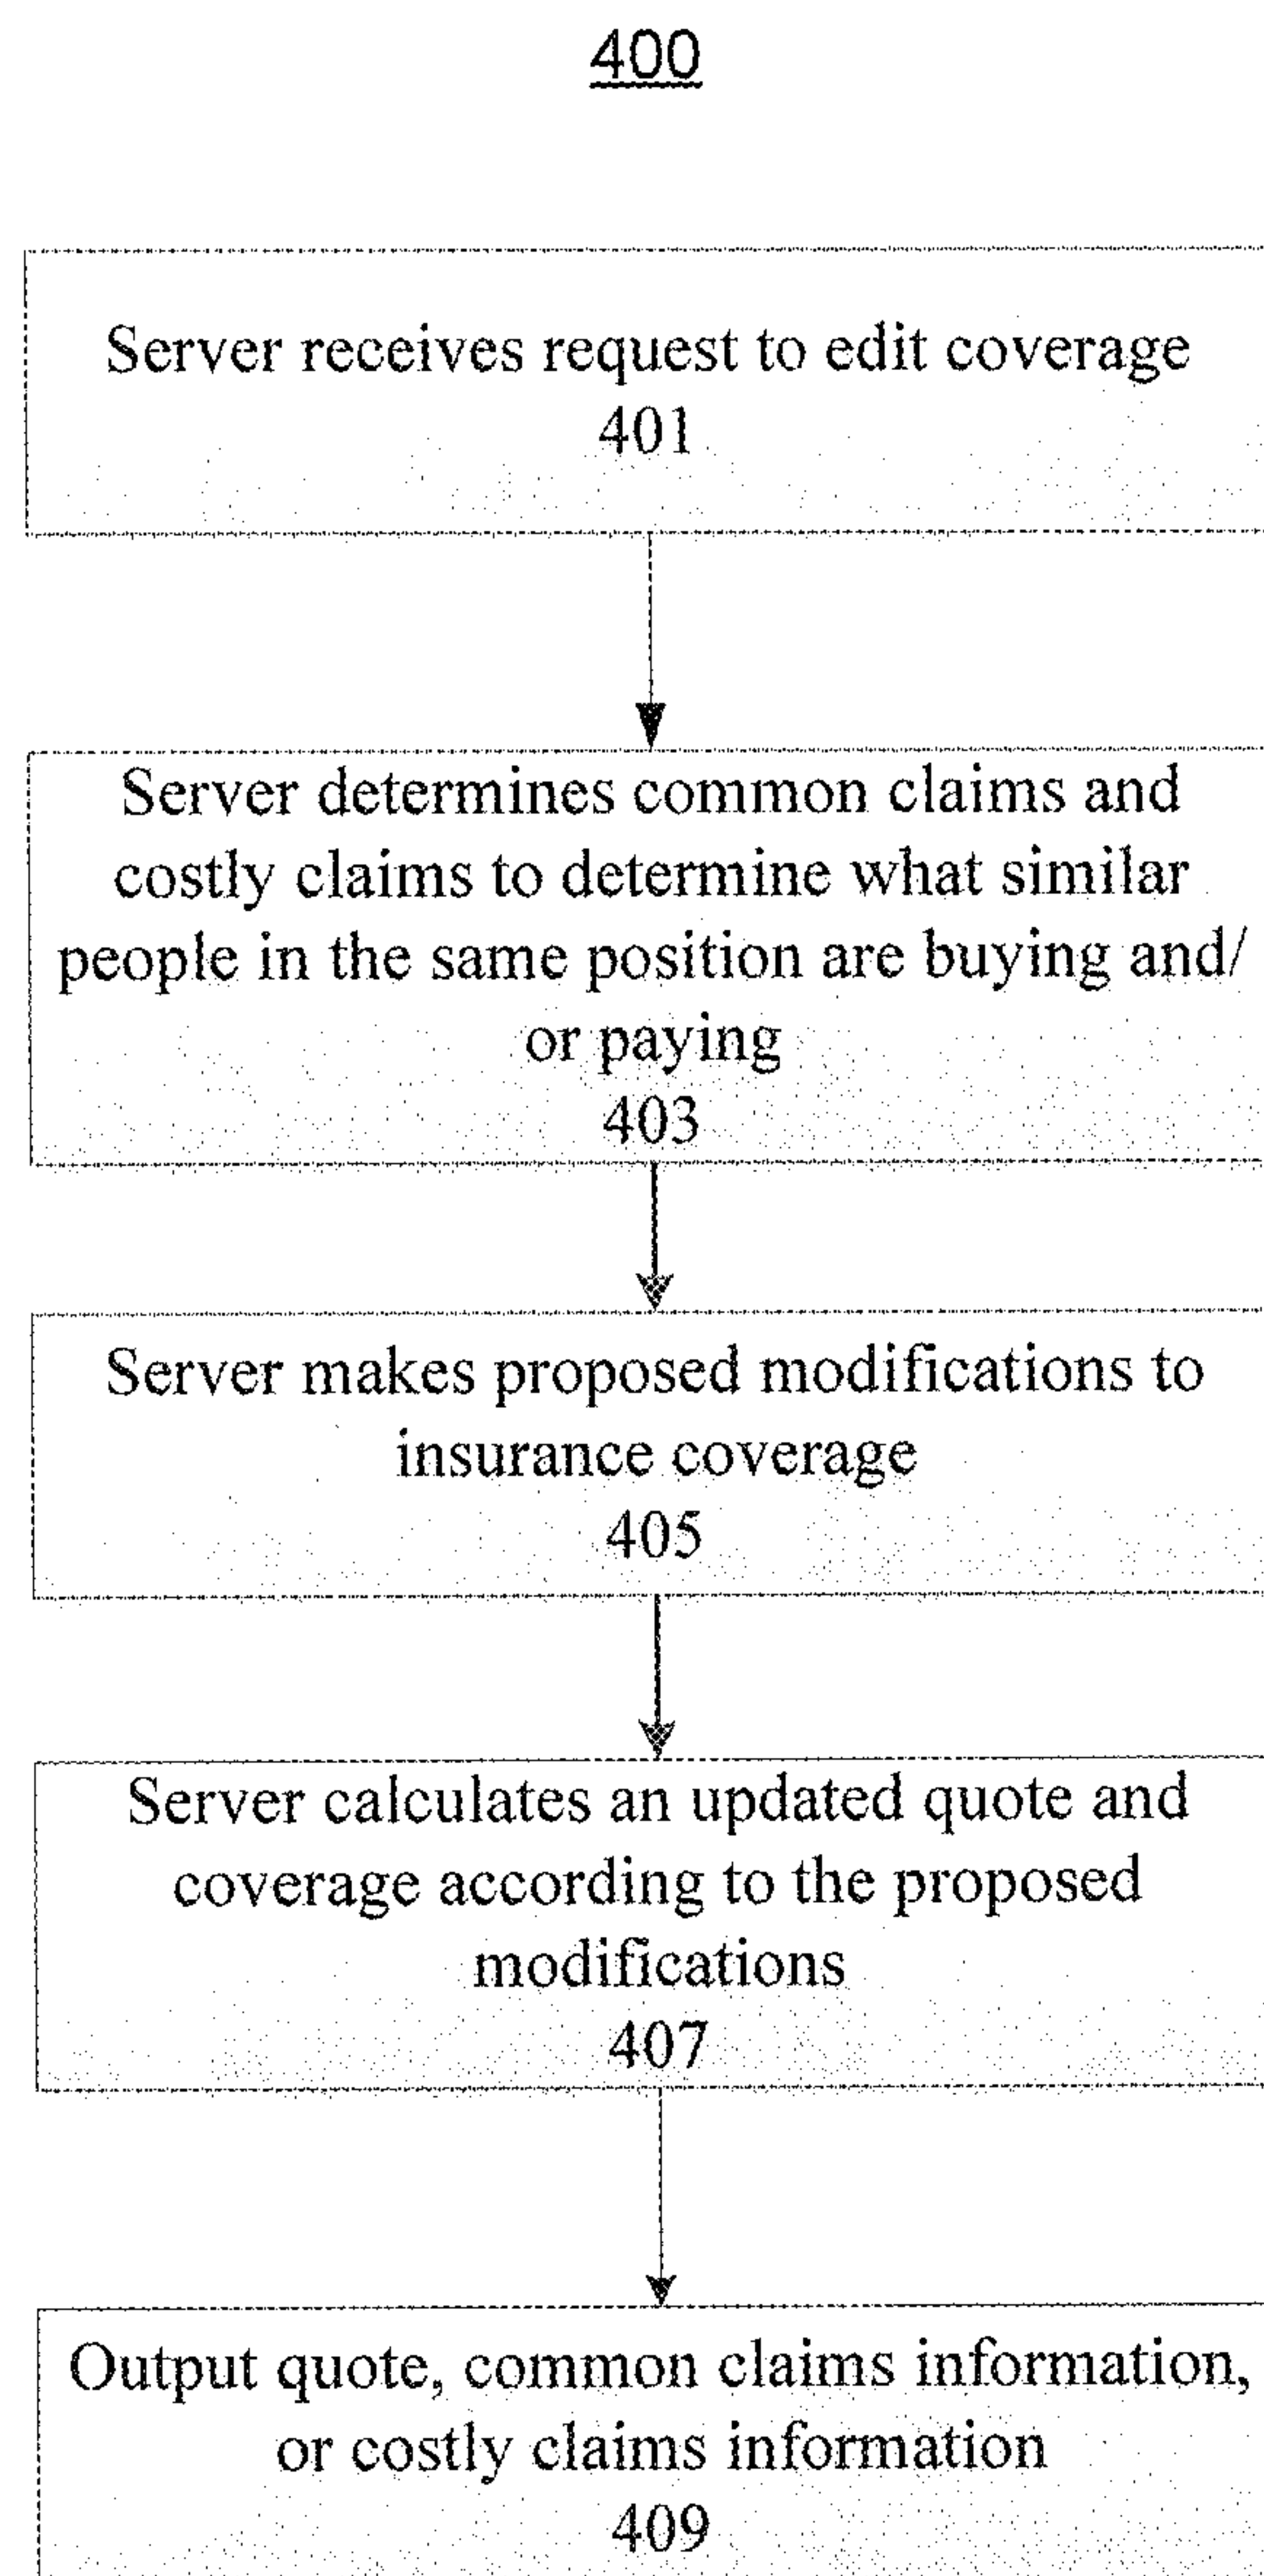 400
Server receives request to edit coverage
401
Server determines common claims and
costly claims to determine what similar
people in the same position are buying and/
or paying
403
Server makes proposed modifications to
insurance coverage
405
Server calculates an updated quote and
coverage according to the proposed
modifications
407
Output quote, common claims information,
or costly claims information
409